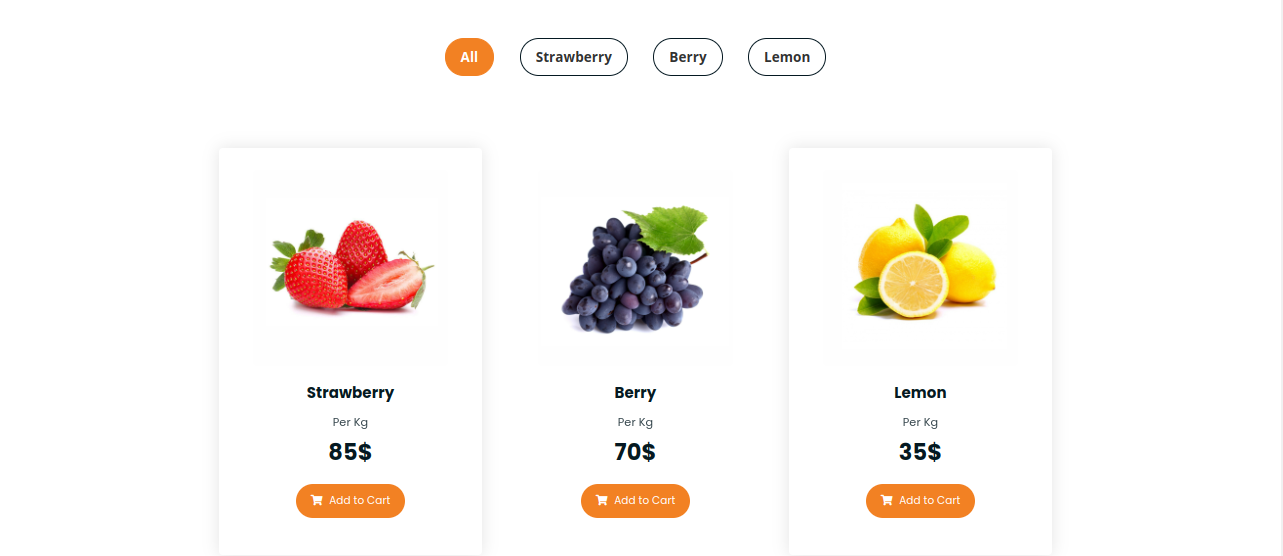 All
Strawberry
Berry
Lemon
Strawberry
Per Kg
85$
Add to Cart
Berry
Per Kg
70$
Add to Cart
Lemon
Per Kg
35$
Add to Cart